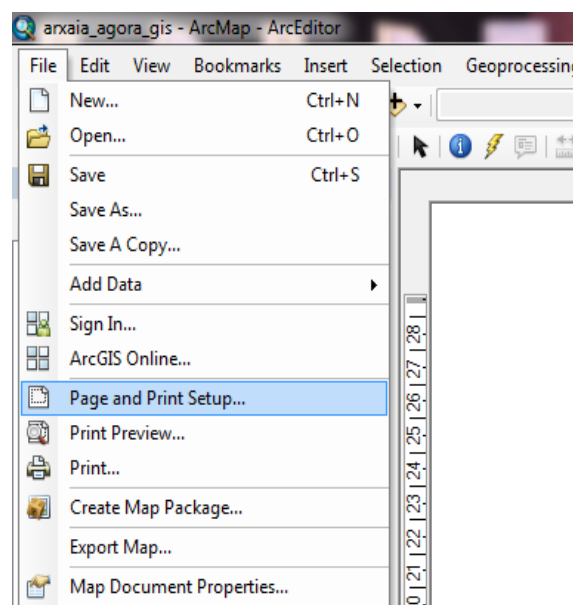 arxaia_agora_gis - ArcMap - ArcEditor
File Edit View Bookmarks Insert Selection Geoprocessing
New... Ctrl+N
Open... Ctrl+O
Save Ctrl+S
Save As...
Save A Copy...
Add Data
Sign In...
ArcGIS Online...
Page and Print Setup...
Print Preview...
Print...
Create Map Package...
Export Map...
Map Document Properties...
28
27
26
25
24
23
22
21